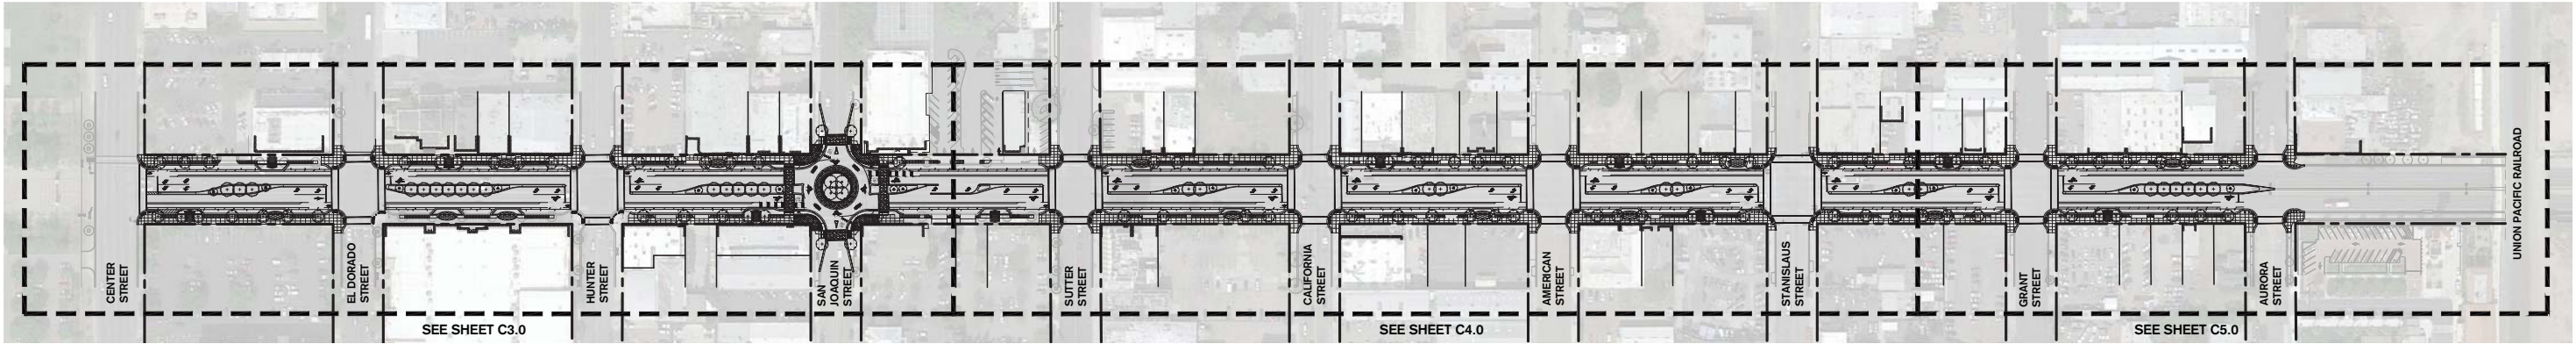 CENTER
STREET
EL DORADO
STREET
HUNTER
STREET
SAN
JOAQUIN
STREET
SUTTER
STREET
CALIFORNIA
STREET
AMERICAN
STREET
STANISLAUS
STREET
GRANT
STREET
AURORA
STREET
UNION PACIFIC RAILROAD
SEE SHEET C3.0
SEE SHEET C4.0
SEE SHEET C5.0